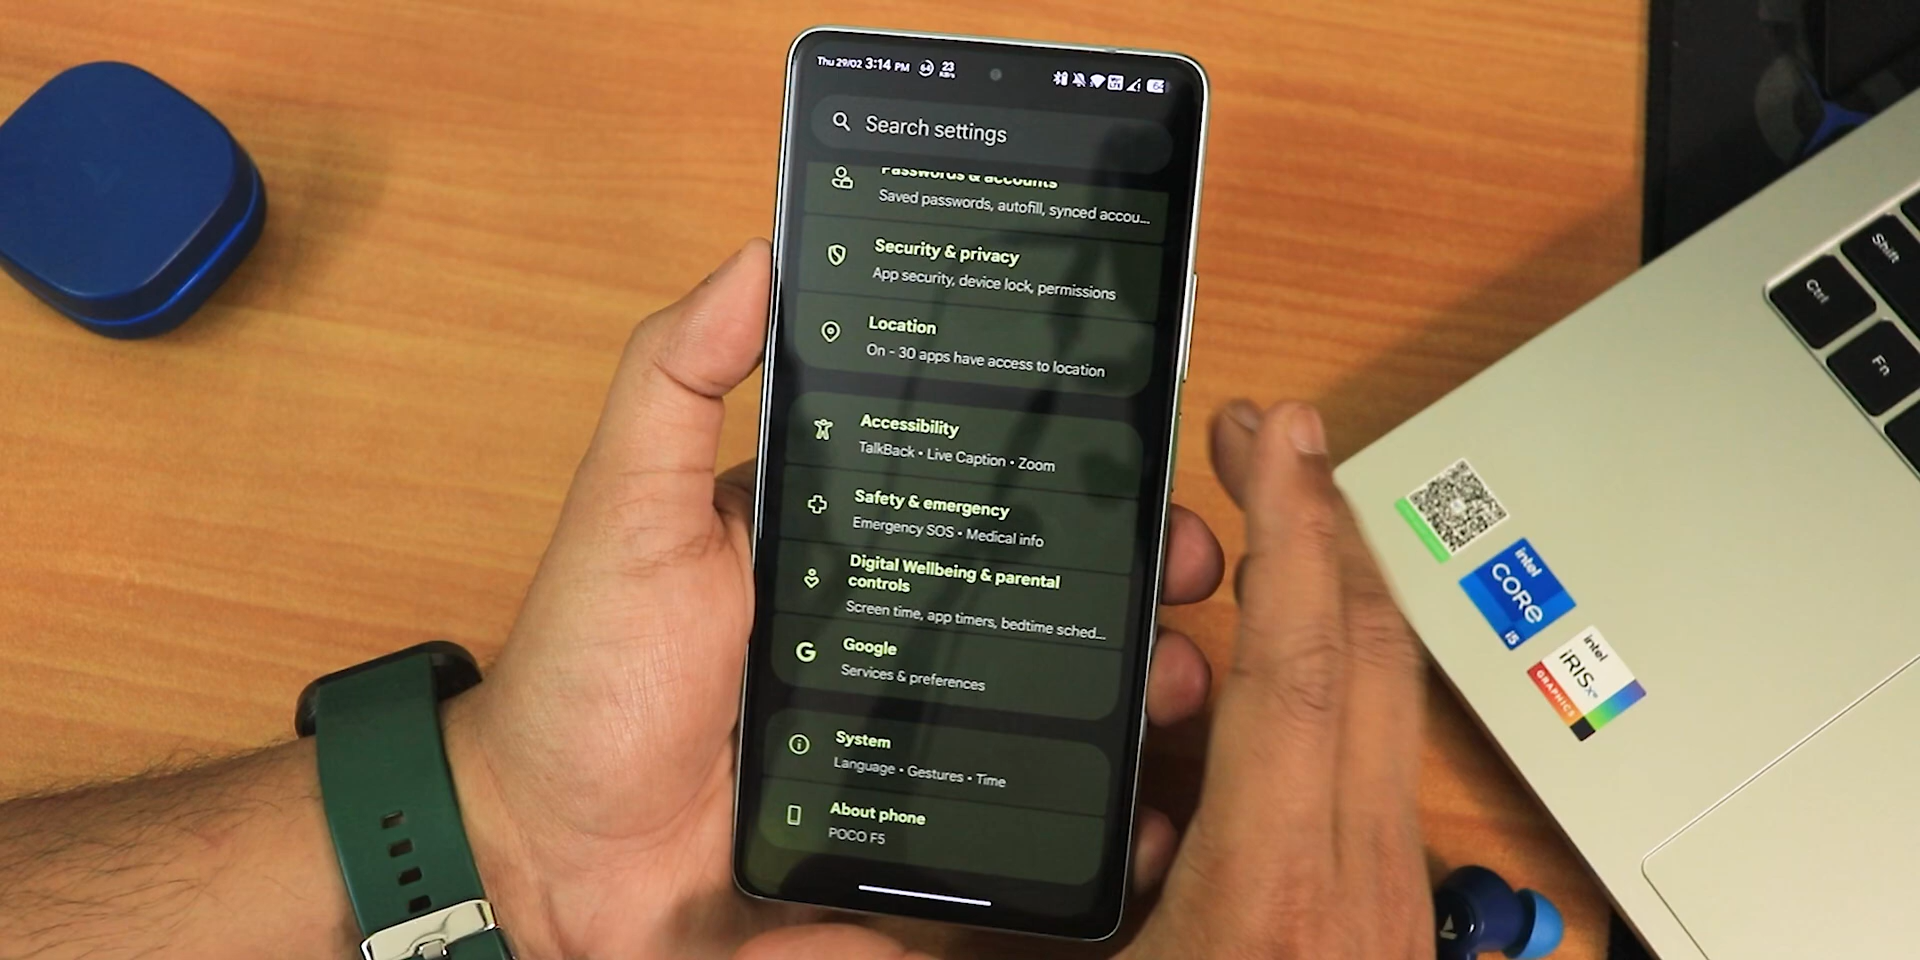 Thu 29/02 3:14 PM 64 23 KB/s
Search settings
Passwords & accounts
Saved passwords, autofill, synced accou...
Security & privacy
App security, device lock, permissions
Location
On - 30 apps have access to location
Accessibility
TalkBack • Live Caption • Zoom
Safety & emergency
Emergency SOS • Medical info
Digital Wellbeing & parental
controls
Screen time, app timers, bedtime sched...
Google
Services & preferences
System
Language • Gestures • Time
About phone
POCO F5
Shift
Ctrl
Fn
intel
CORE
i5
intel
iRIS xe
GRAPHICS